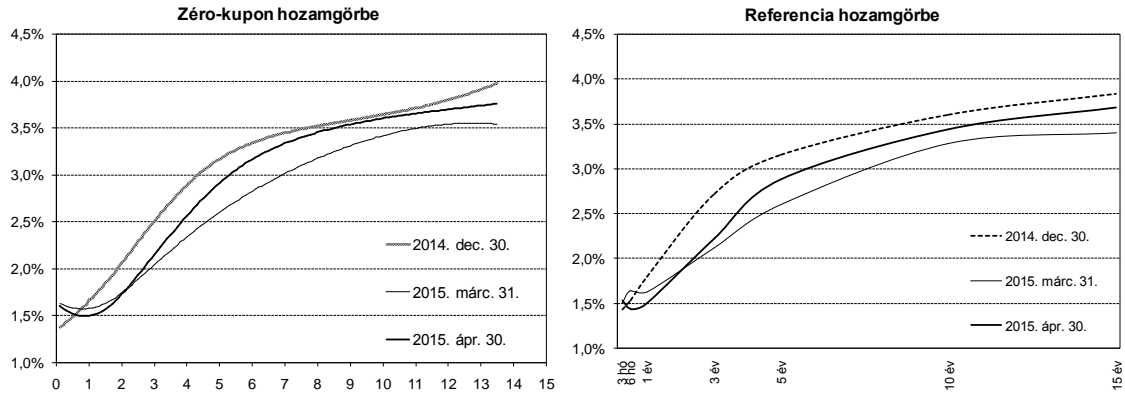 Zéro-kupon hozamgörbe
4,5%
4,0%
3,5%
3,0%
2,5%
2,0%
1,5%
1,0%
2014. dec. 30.
2015. márc. 31.
2015. ápr. 30.
0 1 2 3 4 5 6 7 8 9 10 11 12 13 14 15
Referencia hozamgörbe
4,5%
4,0%
3,5%
3,0%
2,5%
2,0%
1,5%
1,0%
2014. dec. 30.
2015. márc. 31.
2015. ápr. 30.
3 hó
6 hó
1 év
3 év
5 év
10 év
15 év